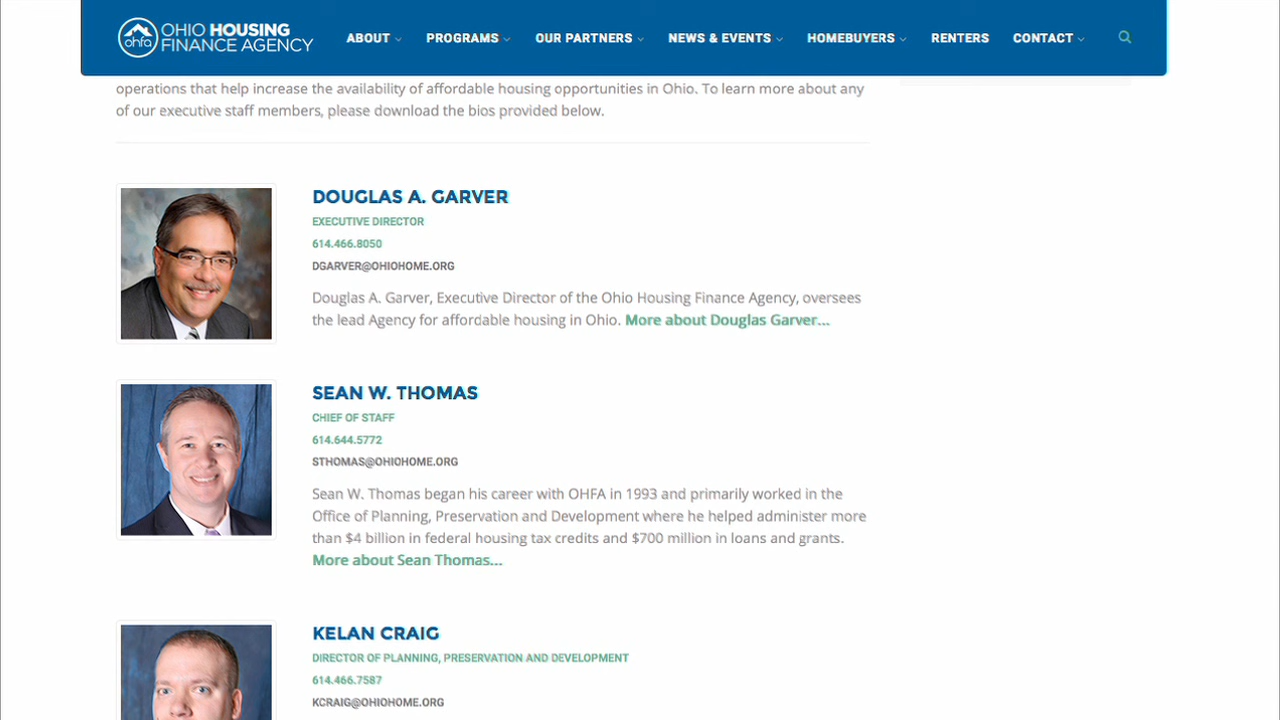 OHIO HOUSING
FINANCE AGENCY
ohfa
ABOUT PROGRAMS OUR PARTNERS NEWS & EVENTS HOMEBUYERS RENTERS CONTACT
operations that help increase the availability of affordable housing opportunities in Ohio. To learn more about any
of our executive staff members, please download the bios provided below.
DOUGLAS A. GARVER
EXECUTIVE DIRECTOR
614.466.8050
DGARVER@OHIOHOME.ORG
Douglas A. Garver, Executive Director of the Ohio Housing Finance Agency, oversees
the lead Agency for affordable housing in Ohio. More about Douglas Garver...
SEAN W. THOMAS
CHIEF OF STAFF
614.644.5772
STHOMAS@OHIOHOME.ORG
Sean W. Thomas began his career with OHFA in 1993 and primarily worked in the
Office of Planning, Preservation and Development where he helped administer more
than $4 billion in federal housing tax credits and $700 million in loans and grants.
More about Sean Thomas...
KELAN CRAIG
DIRECTOR OF PLANNING, PRESERVATION AND DEVELOPMENT
614.466.7587
KCRAIG@OHIOHOME.ORG